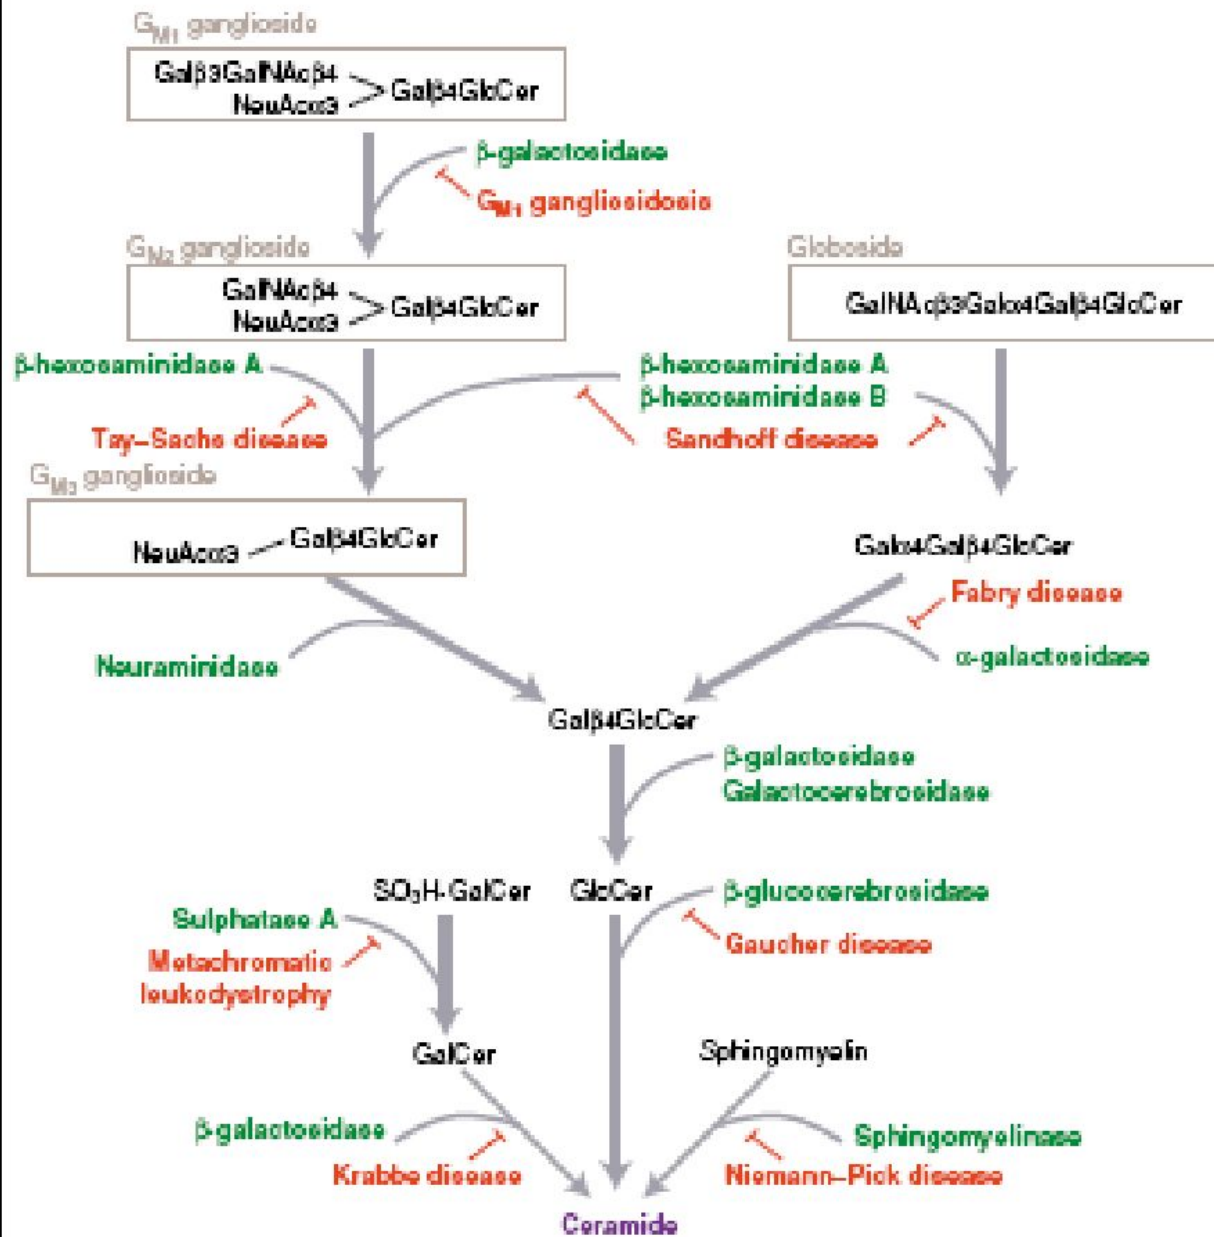 GM1 ganglioside
Galβ3GalNAcβ4
NeuAcα3
Galβ4GlcCer
β-galactosidase
GM1 gangliosidosis
GM2 ganglioside
GalNAcβ4
NeuAcα3
Galβ4GlcCer
Globoside
GalNAcβ3Galα4Galβ4GlcCer
β-hexosaminidase A
Tay–Sachs disease
β-hexosaminidase A
β-hexosaminidase B
Sandhoff disease
GM3 ganglioside
NeuAcα3
Galβ4GlcCer
Galα4Galβ4GlcCer
Fabry disease
Neuraminidase
α-galactosidase
Galβ4GlcCer
β-galactosidase
Galactocerebrosidase
SO3H-GalCer
GlcCer
β-glucocerebrosidase
Sulphatase A
Gaucher disease
Metachromatic
leukodystrophy
GalCer
Sphingomyelin
β-galactosidase
Sphingomyelinase
Krabbe disease
Niemann–Pick disease
Ceramide